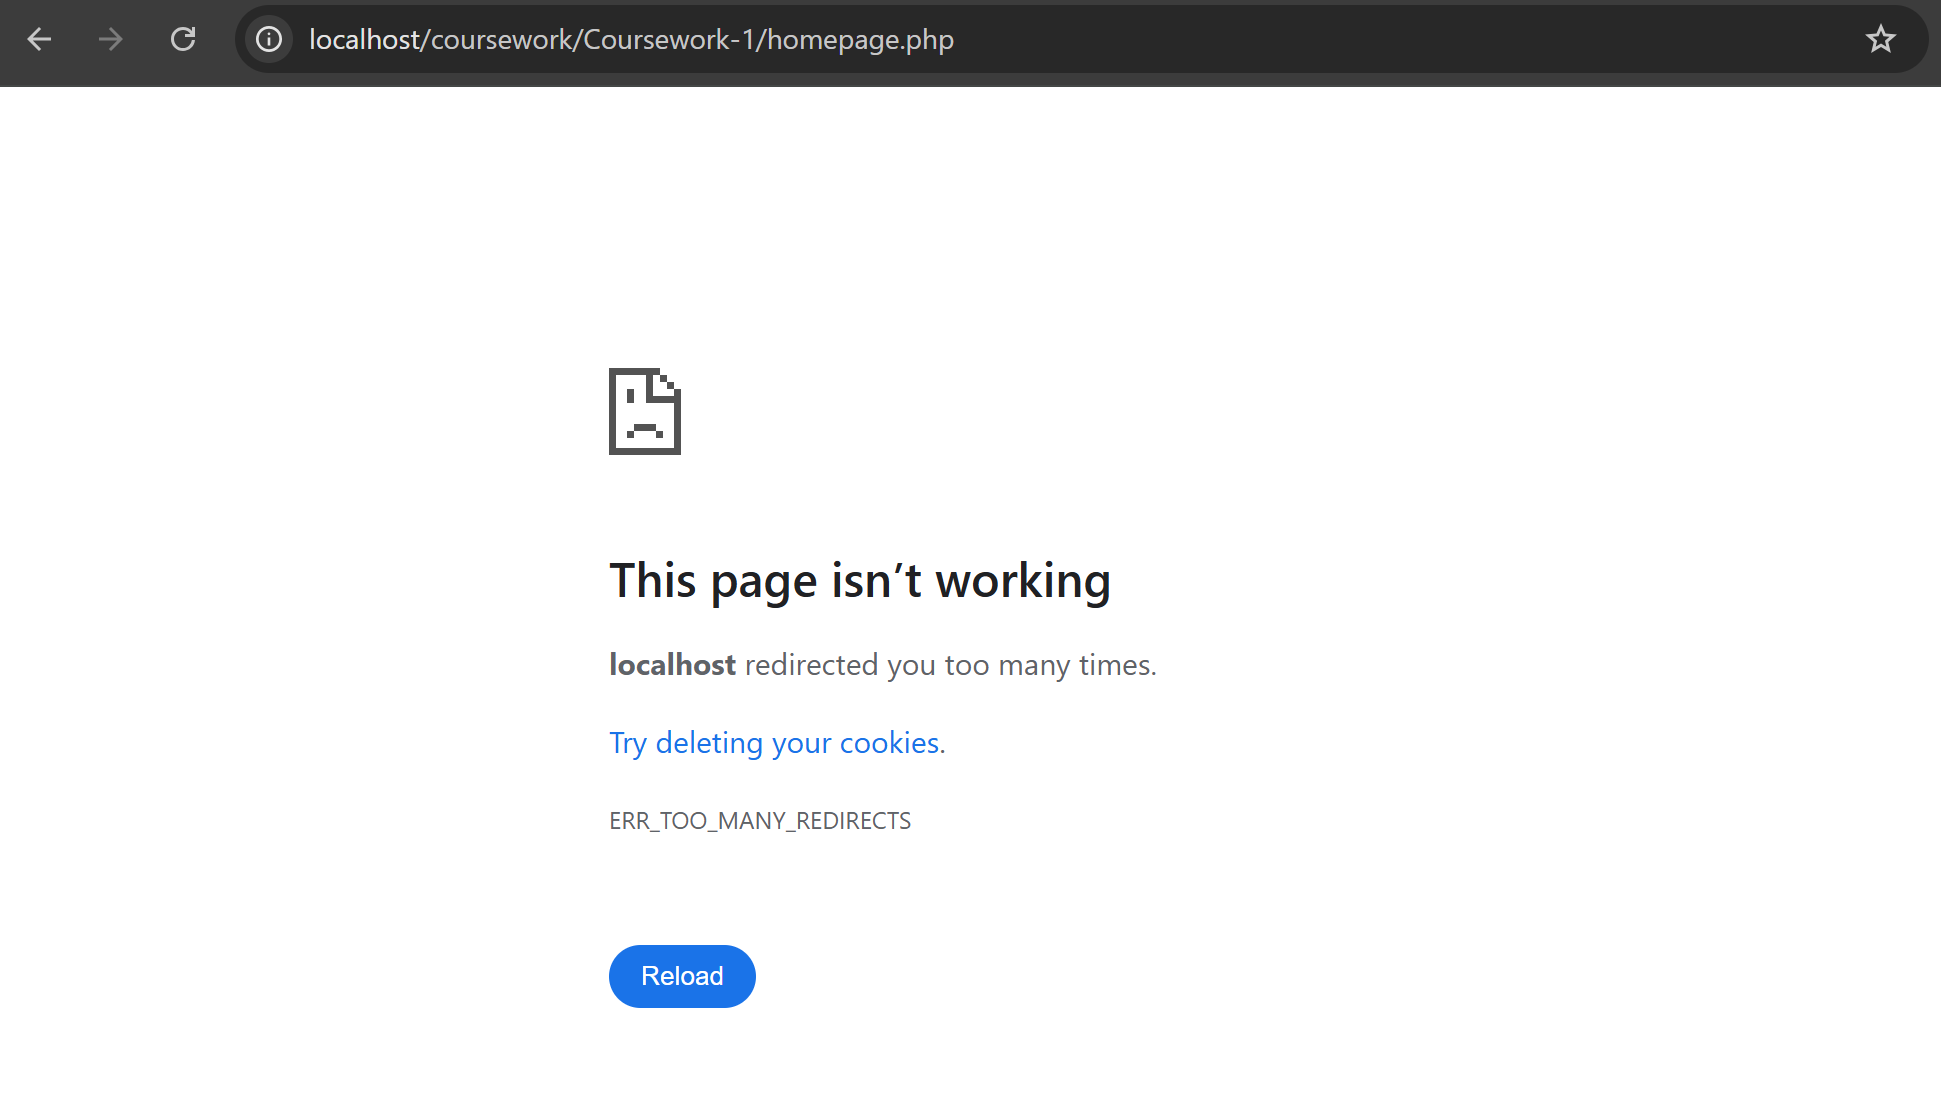 localhost/coursework/Coursework-1/homepage.php
This page isn’t working
localhost redirected you too many times.
Try deleting your cookies.
ERR_TOO_MANY_REDIRECTS
Reload